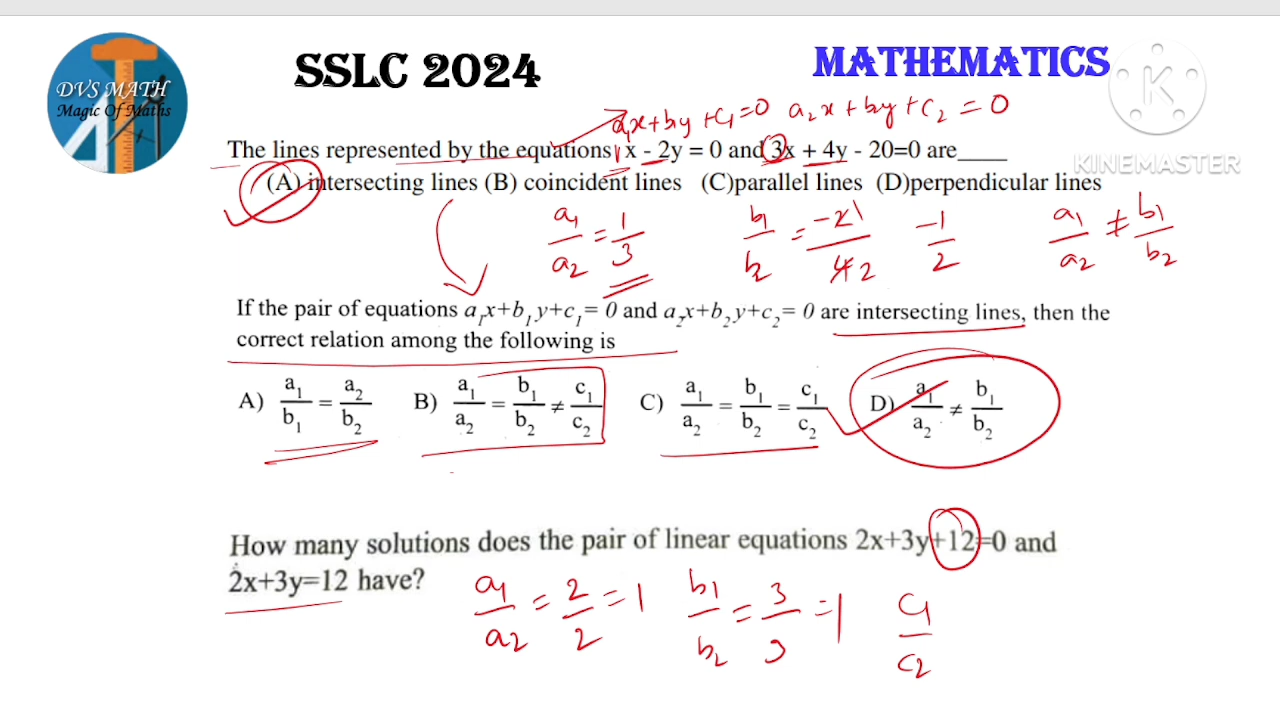 DVS MATH
Magic Of Maths
SSLC 2024
MATHEMATICS
KINEMASTER
a₁x+by+c₁=0 a₂x+by+c₂=0
The lines represented by the equations 1x - 2y = 0 and 3x + 4y - 20=0 are____
(A) intersecting lines (B) coincident lines (C)parallel lines (D)perpendicular lines
a₁/a₂ = 1/3 b₁/b₂ = -2 1/4 2 -1/2 a₁/a₂ ≠ b₁/b₂
If the pair of equations a₁x+b₁y+c₁= 0 and a₂x+b₂y+c₂= 0 are intersecting lines, then the
correct relation among the following is
A) a₁/b₁ = a₂/b₂ B) a₁/a₂ = b₁/b₂ ≠ c₁/c₂ C) a₁/a₂ = b₁/b₂ = c₁/c₂ D) a₁/a₂ ≠ b₁/b₂
How many solutions does the pair of linear equations 2x+3y+12=0 and
2x+3y=12 have?
a₁/a₂ = 2/2 = 1 b₁/b₂ = 3/3 = 1 c₁/c₂